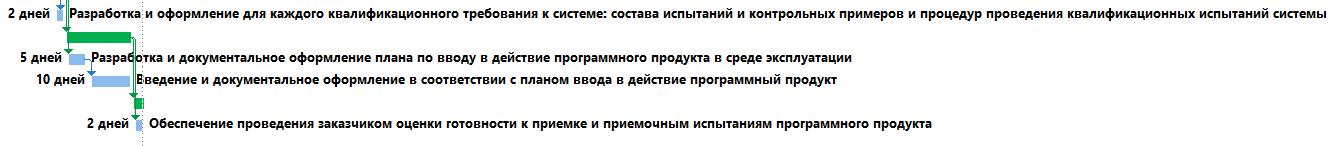 2 дней Разработка и оформление для каждого квалификационного требования к системе: состава испытаний и контрольных примеров и процедур проведения квалификационных испытаний системы
5 дней Разработка и документальное оформление плана по вводу в действие программного продукта в среде эксплуатации
10 дней Введение и документальное оформление в соответствии с планом ввода в действие программный продукт
2 дней Обеспечение проведения заказчиком оценки готовности к приемке и приемочным испытаниям программного продукта